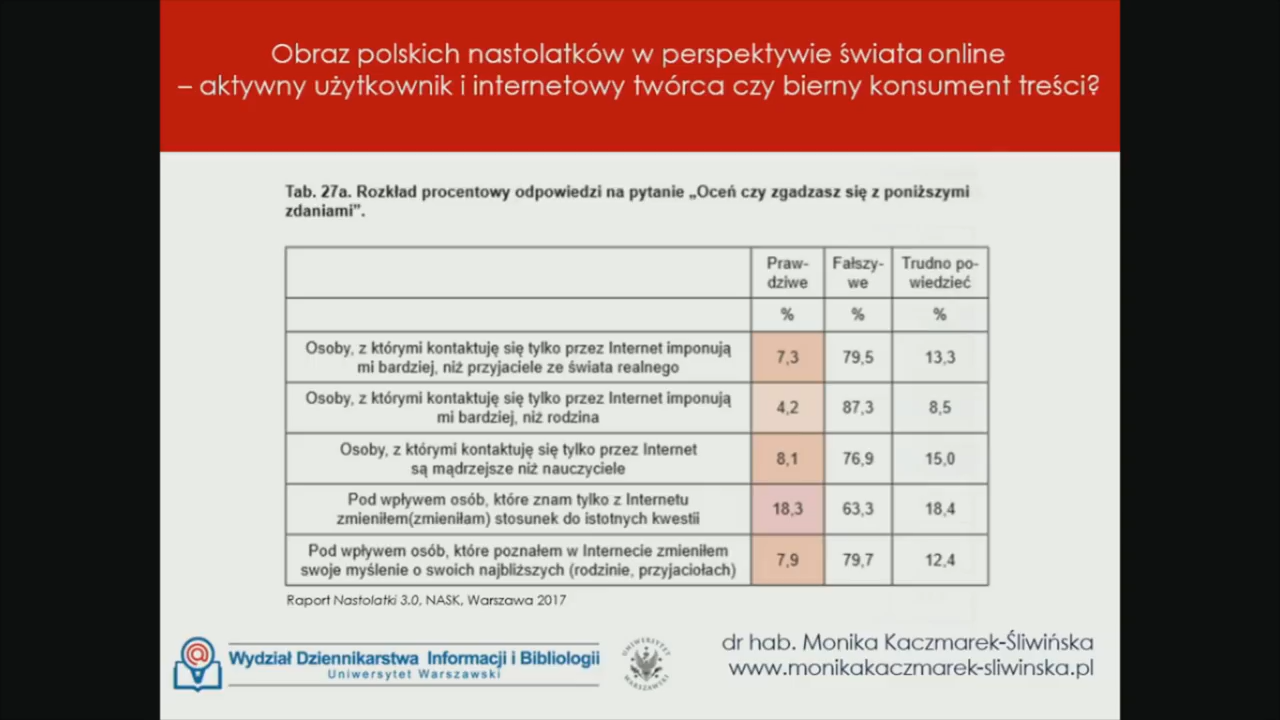 Obraz polskich nastolatków w perspektywie świata online
– aktywny użytkownik i internetowy twórca czy bierny konsument treści?
Tab. 27a. Rozkład procentowy odpowiedzi na pytanie „Oceń czy zgadzasz się z poniższymi
zdaniami”.
Praw- Fałszy- Trudno po-
dziwe we wiedzieć
% % %
Osoby, z którymi kontaktuję się tylko przez Internet imponują
mi bardziej, niż przyjaciele ze świata realnego
7,3 79,5 13,3
Osoby, z którymi kontaktuję się tylko przez Internet imponują
mi bardziej, niż rodzina
4,2 87,3 8,5
Osoby, z którymi kontaktuję się tylko przez Internet
są mądrzejsze niż nauczyciele
8,1 76,9 15,0
Pod wpływem osób, które znam tylko z Internetu
zmieniłem(zmieniłam) stosunek do istotnych kwestii
18,3 63,3 18,4
Pod wpływem osób, które poznałem w Internecie zmieniłem
swoje myślenie o swoich najbliższych (rodzinie, przyjaciołach)
7,9 79,7 12,4
Raport Nastolatki 3.0, NASK, Warszawa 2017
Wydział Dziennikarstwa Informacji i Bibliologii
Uniwersytet Warszawski
UNIWERSYTET
WARSZAWSKI
dr hab. Monika Kaczmarek-Śliwińska
www.monikakaczmarek-sliwinska.pl